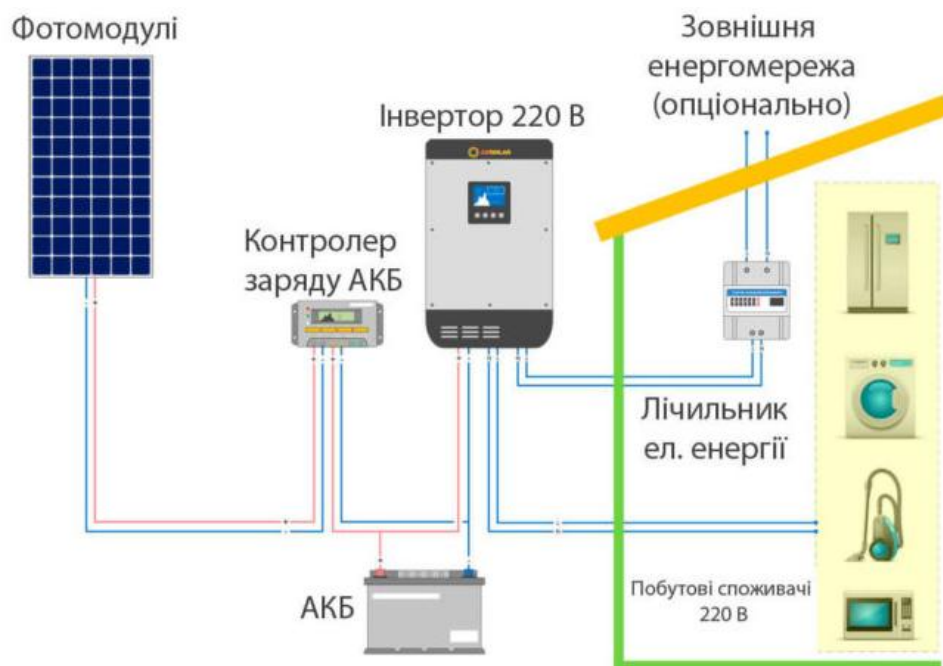 Фотомодулі
Зовнішня
енергомережа
(опціонально)
Інвертор 220 В
Контролер
заряду АКБ
Лічильник
ел. енергії
АКБ
Побутові споживачі
220 В